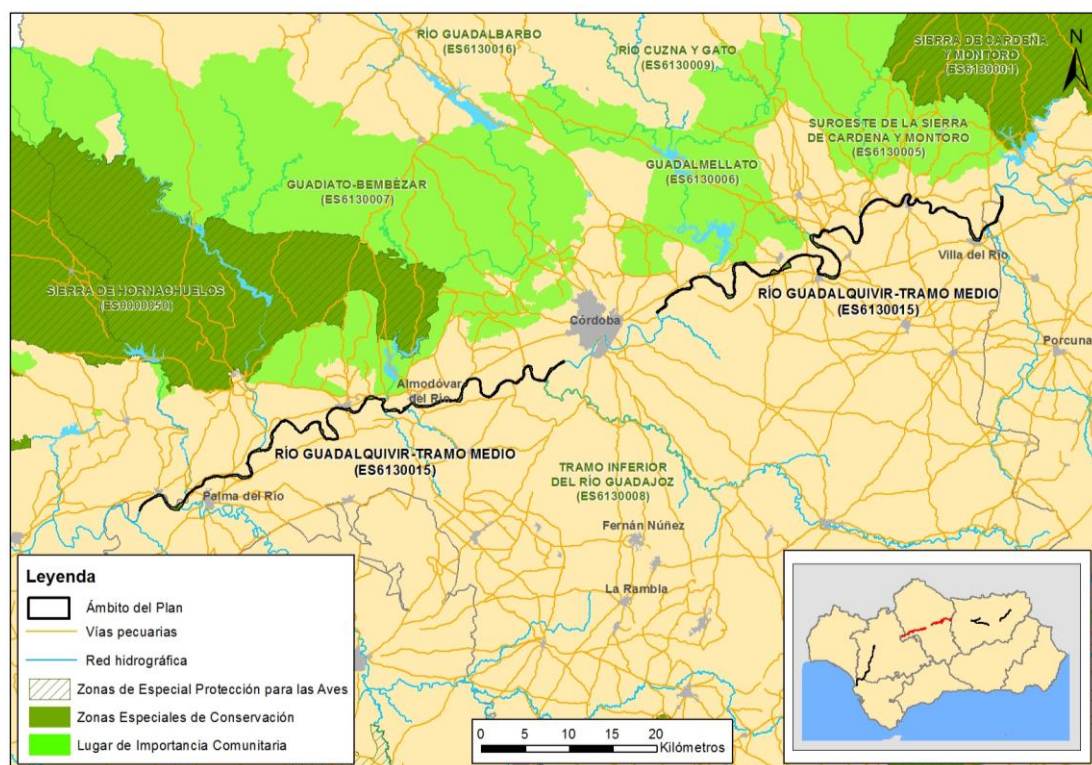 RÍO GUADALBARBO
(ES6130016)
RÍO CUZNA Y GATO
(ES6130009)
SIERRA DE CARDEÑA
Y MONTORO
(ES6130001)
N
SUROESTE DE LA SIERRA
DE CARDEÑA Y MONTORO
(ES6130005)
GUADALMELLATO
(ES6130006)
GUADIATO-BEMBÉZAR
(ES6130007)
Villa del Río
SIERRA DE HORNACHUELOS
(ES0000050)
RÍO GUADALQUIVIR-TRAMO MEDIO
(ES6130015)
Córdoba
Porcuna
Almodóvar
del Río
RÍO GUADALQUIVIR-TRAMO MEDIO
(ES6130015)
TRAMO INFERIOR
DEL RÍO GUADAJOZ
(ES6130008)
Palma del Río
Fernán Núñez
La Rambla
Leyenda
Ámbito del Plan
Vías pecuarias
Red hidrográfica
Zonas de Especial Protección para las Aves
Zonas Especiales de Conservación
Lugar de Importancia Comunitaria
0 5 10 15 20
Kilómetros